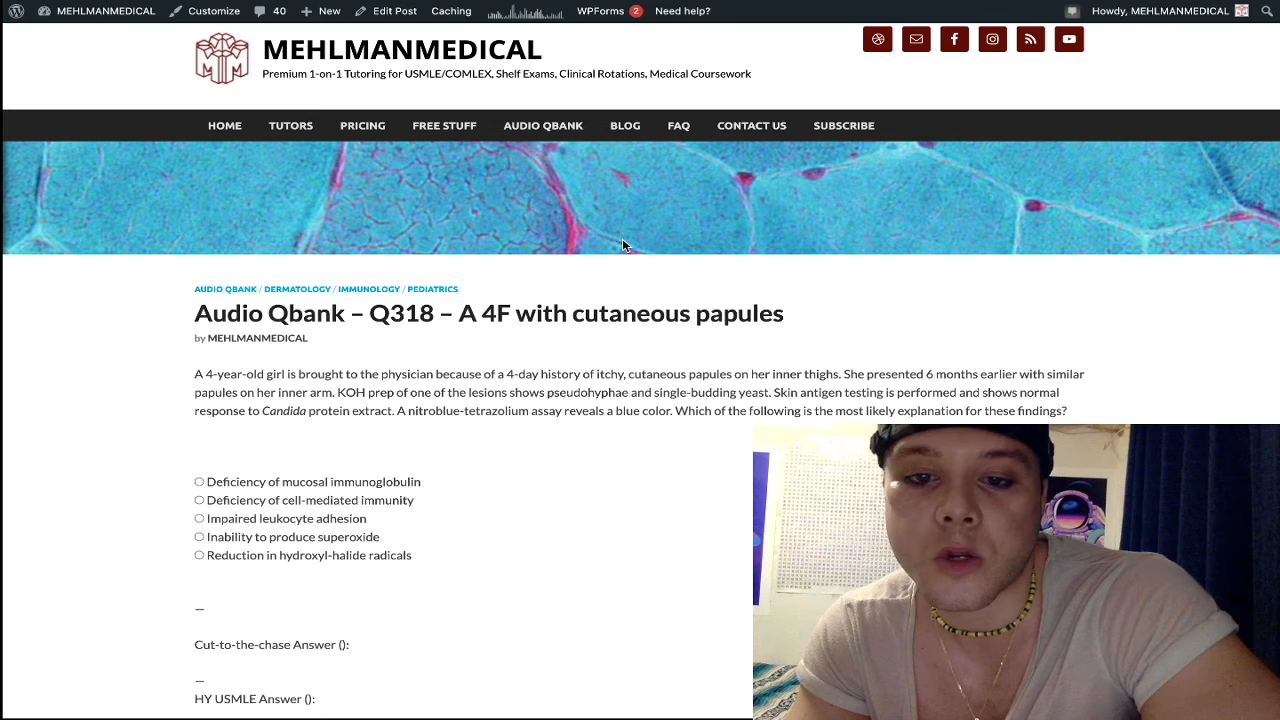 MEHLMANMEDICAL Customize 40 New Edit Post Caching WPForms 2 Need help? Howdy, MEHLMANMEDICAL
MEHLMANMEDICAL
Premium 1-on-1 Tutoring for USMLE/COMLEX, Shelf Exams, Clinical Rotations, Medical Coursework
HOME TUTORS PRICING FREE STUFF AUDIO QBANK BLOG FAQ CONTACT US SUBSCRIBE
AUDIO QBANK / DERMATOLOGY / IMMUNOLOGY / PEDIATRICS
Audio Qbank – Q318 – A 4F with cutaneous papules
by MEHLMANMEDICAL
A 4-year-old girl is brought to the physician because of a 4-day history of itchy, cutaneous papules on her inner thighs. She presented 6 months earlier with similar
papules on her inner arm. KOH prep of one of the lesions shows pseudohyphae and single-budding yeast. Skin antigen testing is performed and shows normal
response to Candida protein extract. A nitroblue-tetrazolium assay reveals a blue color. Which of the following is the most likely explanation for these findings?
Deficiency of mucosal immunoglobulin
Deficiency of cell-mediated immunity
Impaired leukocyte adhesion
Inability to produce superoxide
Reduction in hydroxyl-halide radicals
—
Cut-to-the-chase Answer ():
—
HY USMLE Answer ():